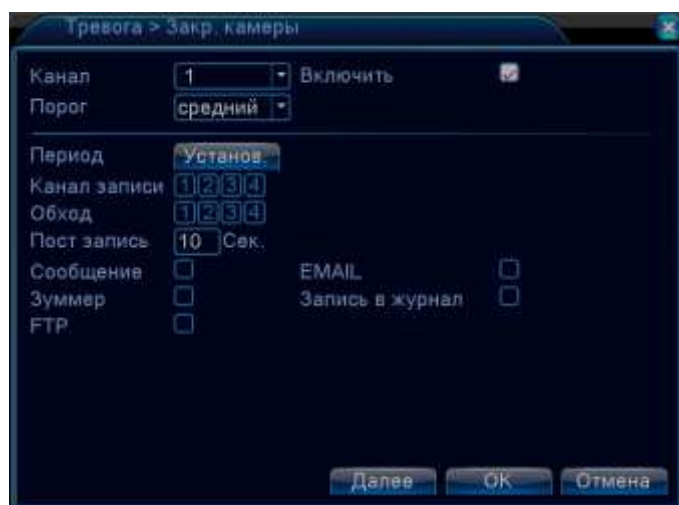 Тревога > Закр. камеры
Канал 1 Включить
Порог средний
Период Установ.
Канал записи 1 2 3 4
Обход 1 2 3 4
Пост запись 10 Сек.
Сообщение EMAIL
Зуммер Запись в журнал
FTP
Далее OK Отмена